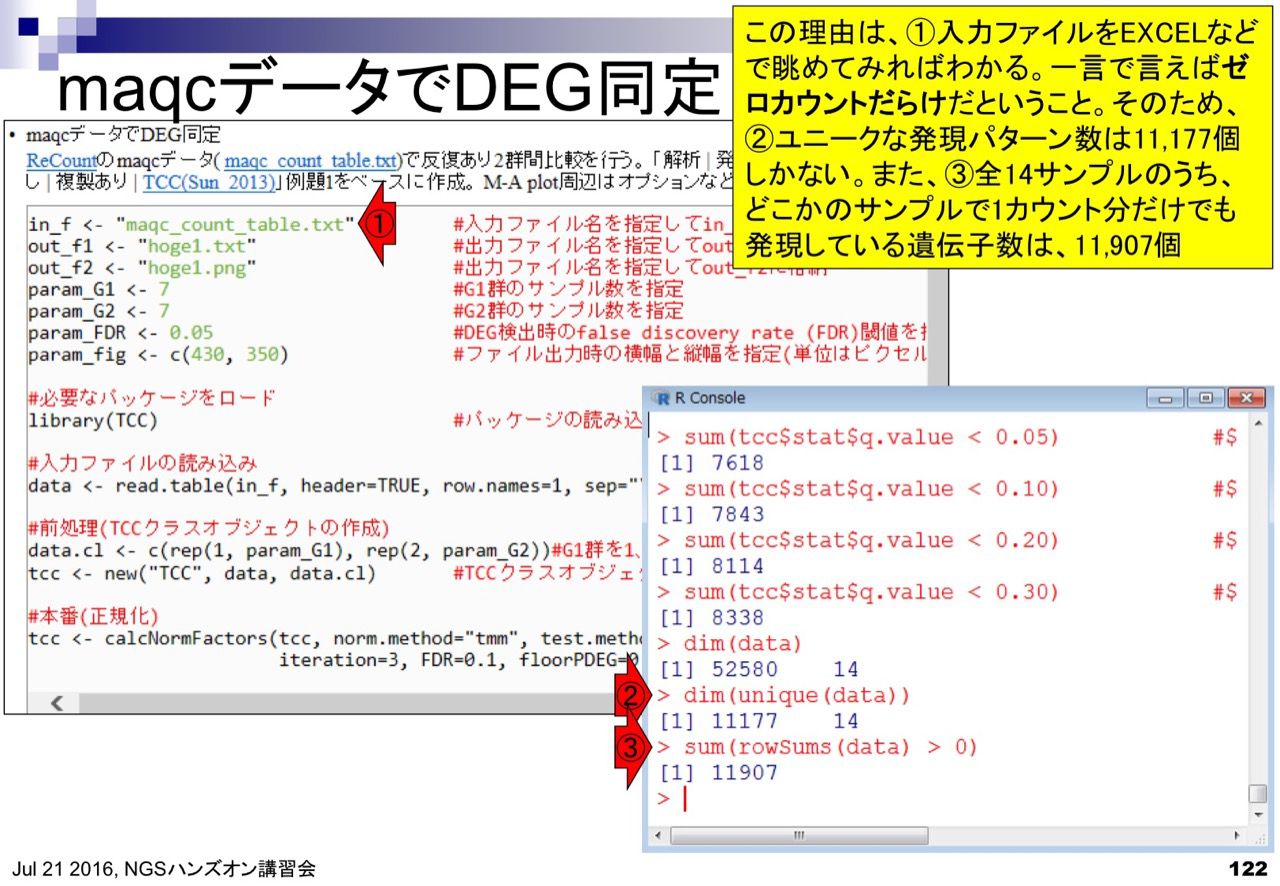 maqcデータでDEG同定
この理由は、①入力ファイルをEXCELなど
で眺めてみればわかる。一言で言えばゼ
ロカウントだらけだということ。そのため、
②ユニークな発現パターン数は11,177個
しかない。また、③全14サンプルのうち、
どこかのサンプルで1カウント分だけでも
発現している遺伝子数は、11,907個
• maqcデータでDEG同定
ReCountのmaqcデータ( maqc_count_table.txt)で反復あり2群間比較を行う。「解析 | 発
し | 複製あり | TCC(Sun_2013)」例題1をベースに作成。 M-A plot周辺はオプションなど
in_f <- "maqc_count_table.txt" #入力ファイル名を指定してin_
①
out_f1 <- "hoge1.txt" #出力ファイル名を指定してout
out_f2 <- "hoge1.png" #出力ファイル名を指定してout_f2に格納
param_G1 <- 7 #G1群のサンプル数を指定
param_G2 <- 7 #G2群のサンプル数を指定
param_FDR <- 0.05 #DEG検出時のfalse discovery rate (FDR)閾値を
param_fig <- c(430, 350) #ファイル出力時の横幅と縦幅を指定(単位はピクセル
#必要なパッケージをロード
library(TCC) #パッケージの読み込
#入力ファイルの読み込み
data <- read.table(in_f, header=TRUE, row.names=1, sep="
#前処理(TCCクラスオブジェクトの作成)
data.cl <- c(rep(1, param_G1), rep(2, param_G2))#G1群を1、
tcc <- new("TCC", data, data.cl) #TCCクラスオブジェ
#本番(正規化)
tcc <- calcNormFactors(tcc, norm.method="tmm", test.meth
iteration=3, FDR=0.1, floorPDEG=0
R Console
> sum(tcc$stat$q.value < 0.05) #$
[1] 7618
> sum(tcc$stat$q.value < 0.10) #$
[1] 7843
> sum(tcc$stat$q.value < 0.20) #$
[1] 8114
> sum(tcc$stat$q.value < 0.30) #$
[1] 8338
> dim(data)
[1] 52580 14
② > dim(unique(data))
[1] 11177 14
③ > sum(rowSums(data) > 0)
[1] 11907
>
Jul 21 2016, NGSハンズオン講習会
122